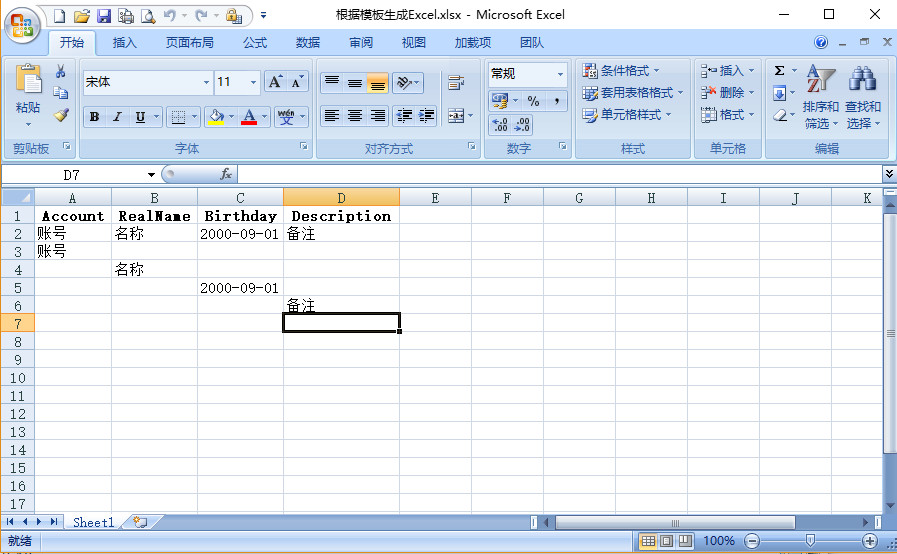 根据模板生成Excel.xlsx - Microsoft Excel
开始 插入 页面布局 公式 数据 审阅 视图 加载项 团队
宋体 11 A A 常规 条件格式 插入 Σ
粘贴 B I U A wén 文 % , 套用表格格式 删除 排序和 查找和
.0 .00 .00 .0 单元格样式 格式 筛选 选择
剪贴板 字体 对齐方式 数字 样式 单元格 编辑
D7 fx
A B C D E F G H I J K
1 Account RealName Birthday Description
2 账号 名称 2000-09-01 备注
3 账号
4 名称
5 2000-09-01
6 备注
7
8
9
10
11
12
13
14
15
16
17
Sheet1
就绪 100%